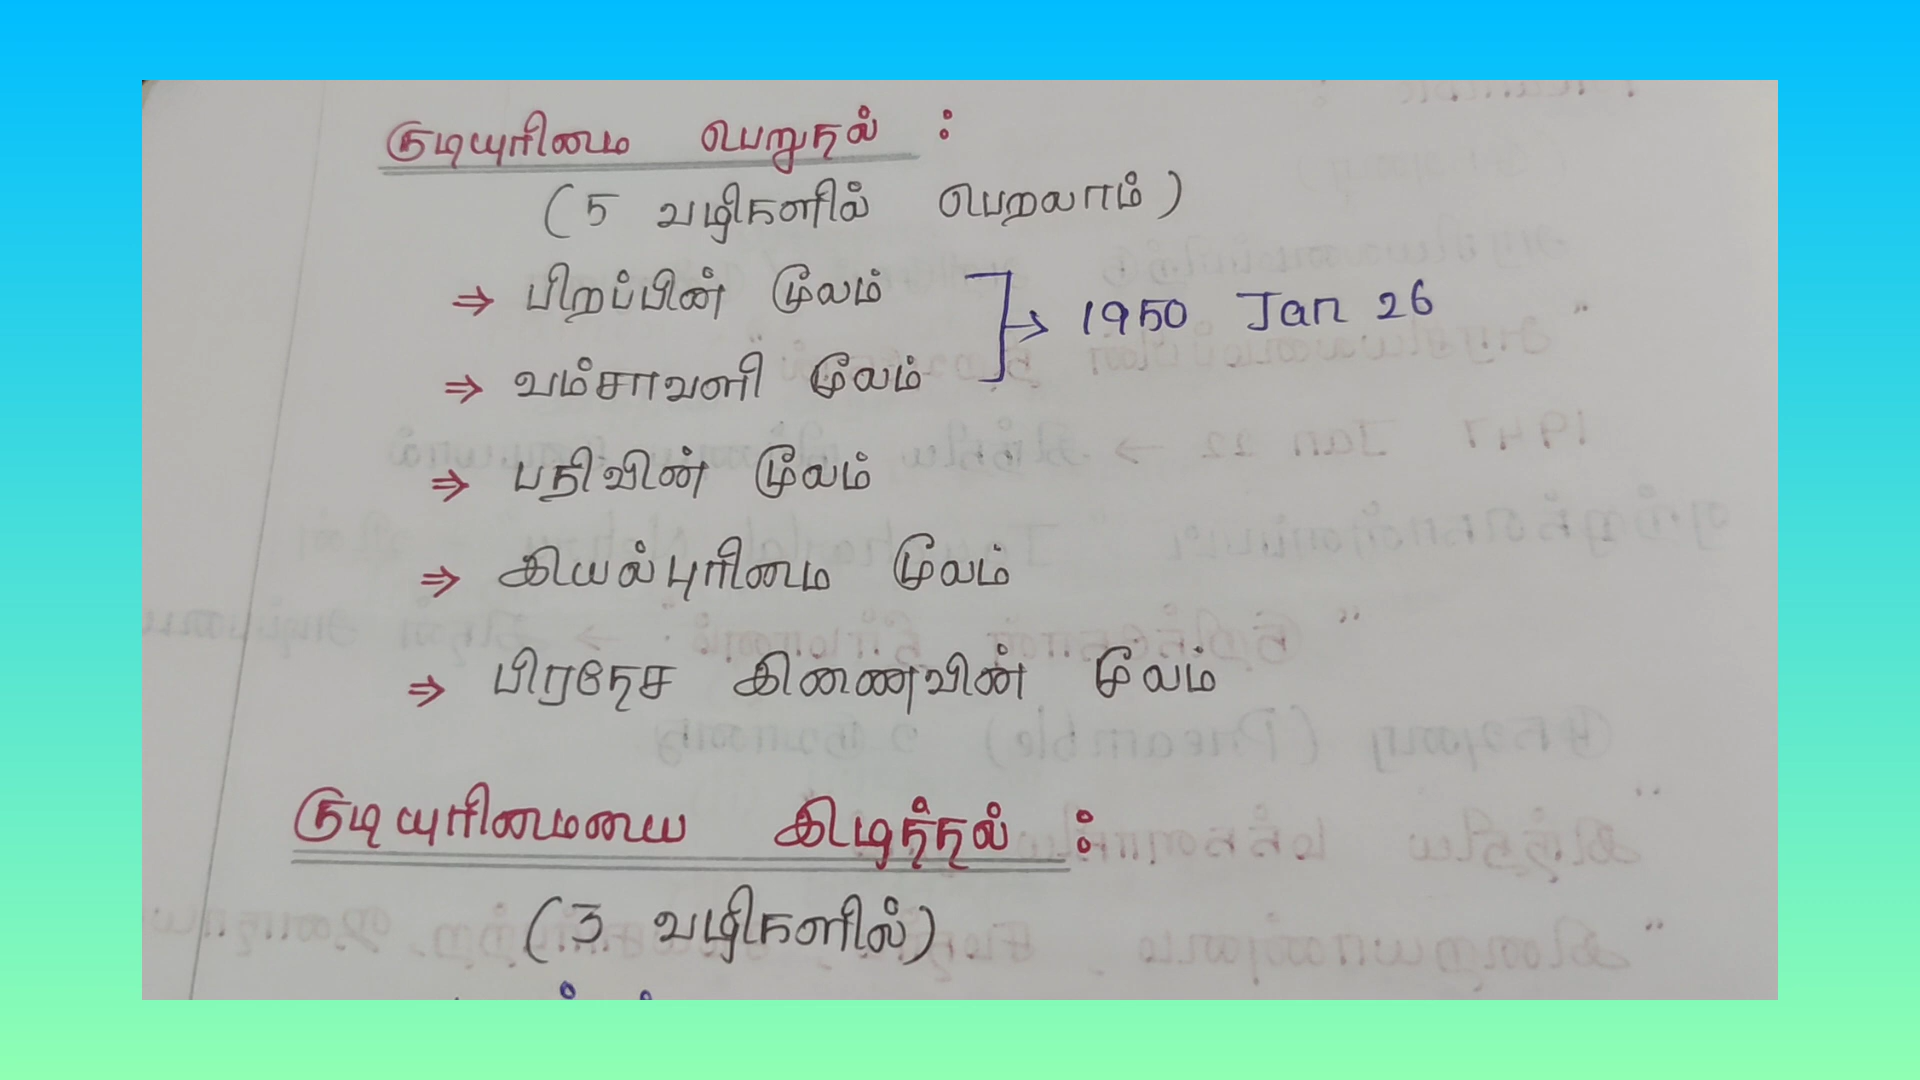 குடியுரிமை பெறுதல் :
(5 வழிகளில் பெறலாம்)
⇒ பிறப்பின் மூலம்
⇒ வம்சாவளி மூலம்
→ 1950 Jan 26
⇒ பதிவின் மூலம்
⇒ இயல்புரிமை மூலம்
⇒ பிரதேச இணைவின் மூலம்
குடியுரிமையை இழத்தல் :
(3 வழிகளில்)